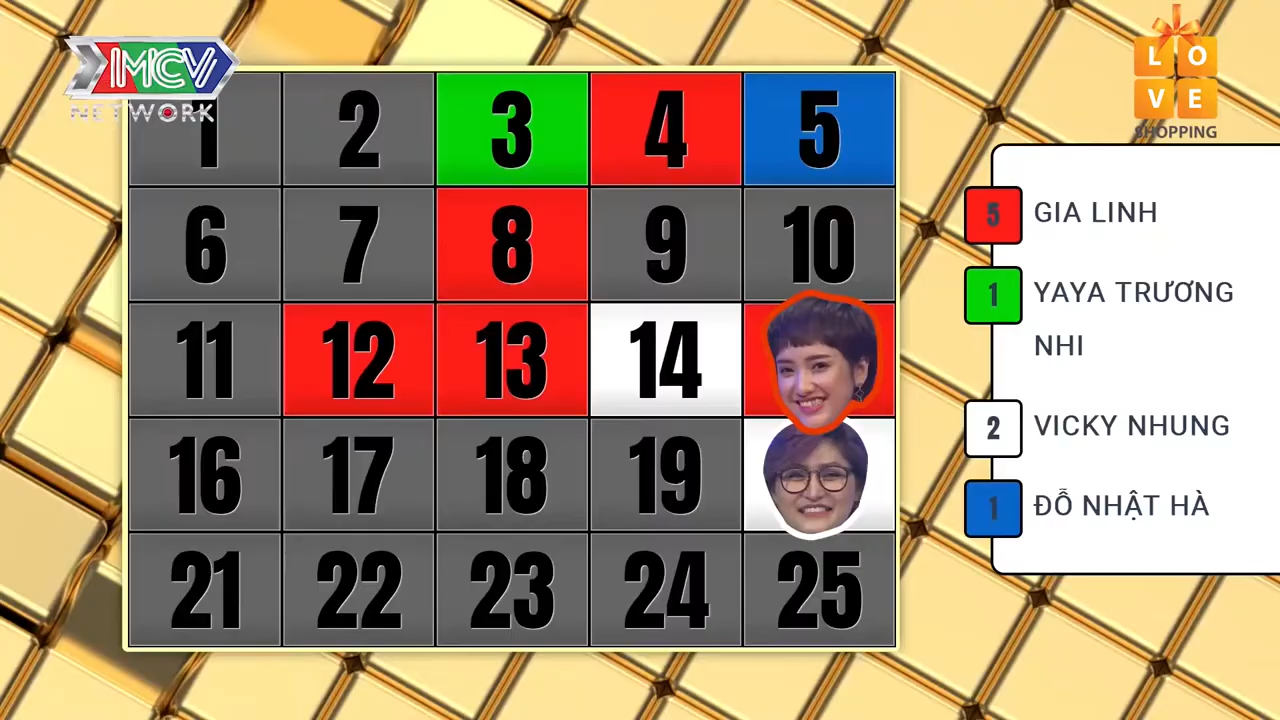 MCV
NETWORK
LO
VE
SHOPPING
1 2 3 4 5
6 7 8 9 10
11 12 13 14
16 17 18 19
21 22 23 24 25
5 GIA LINH
1 YAYA TRƯƠNG
NHI
2 VICKY NHUNG
1 ĐỖ NHẬT HÀ